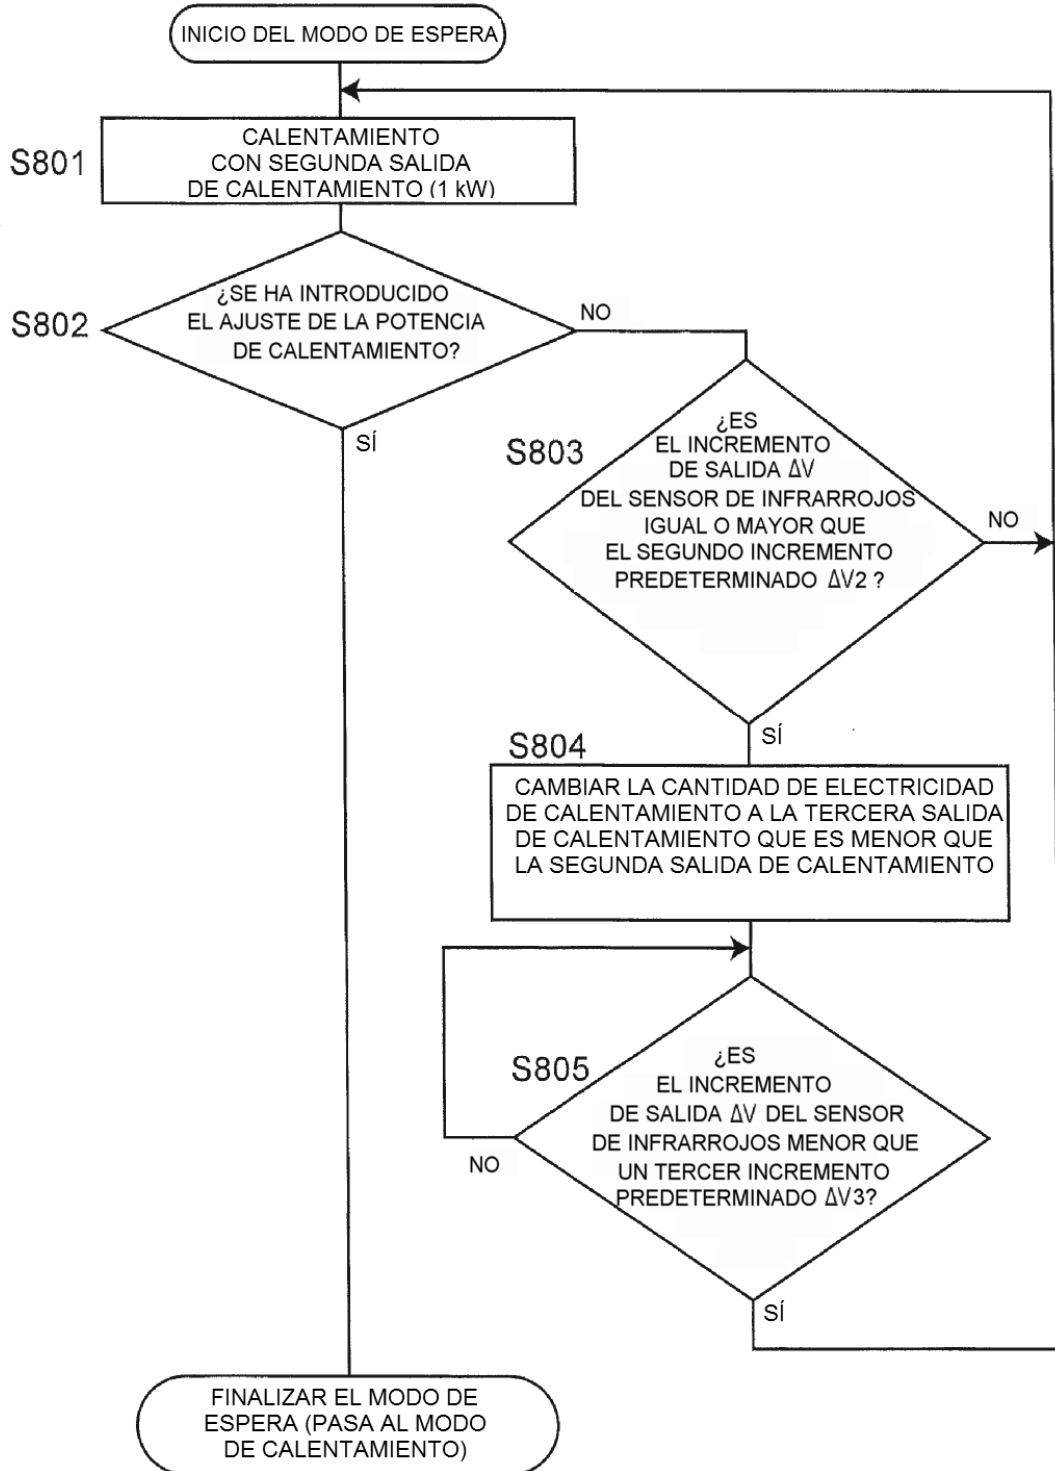 INICIO DEL MODO DE ESPERA
S801
CALENTAMIENTO
CON SEGUNDA SALIDA
DE CALENTAMIENTO (1 kW)
S802
¿SE HA INTRODUCIDO
EL AJUSTE DE LA POTENCIA
DE CALENTAMIENTO?
NO
SÍ
S803
¿ES
EL INCREMENTO
DE SALIDA ΔV
DEL SENSOR DE INFRARROJOS
IGUAL O MAYOR QUE
EL SEGUNDO INCREMENTO
PREDETERMINADO ΔV2 ?
NO
SÍ
S804
CAMBIAR LA CANTIDAD DE ELECTRICIDAD
DE CALENTAMIENTO A LA TERCERA SALIDA
DE CALENTAMIENTO QUE ES MENOR QUE
LA SEGUNDA SALIDA DE CALENTAMIENTO
S805
¿ES
EL INCREMENTO
DE SALIDA ΔV DEL SENSOR
DE INFRARROJOS MENOR QUE
UN TERCER INCREMENTO
PREDETERMINADO ΔV3?
NO
SÍ
FINALIZAR EL MODO DE
ESPERA (PASA AL MODO
DE CALENTAMIENTO)